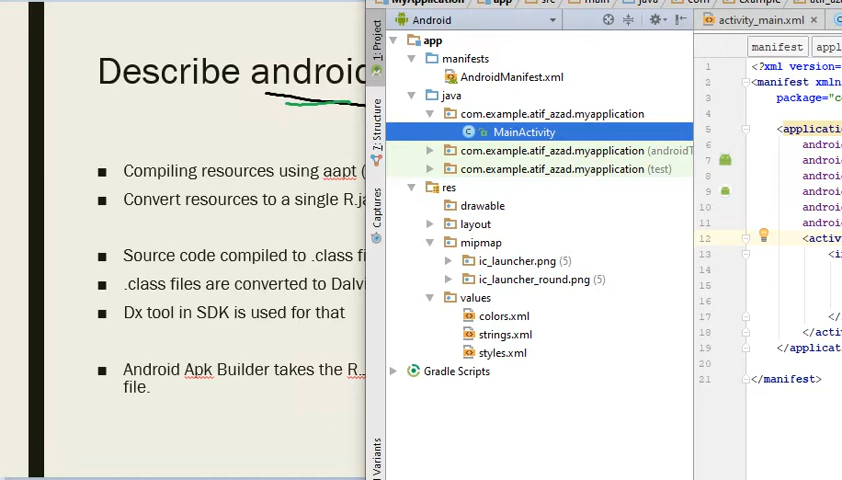 Describe android
Compiling resources using aapt (
Convert resources to a single R.ja
Source code compiled to .class fi
.class files are converted to Dalvi
Dx tool in SDK is used for that
Android Apk Builder takes the R.
file.
MyApplication
app
src
main
java
com
example
Android
1: Project
7: Structure
Captures
Variants
app
manifests
AndroidManifest.xml
java
com.example.atif_azad.myapplication
MainActivity
com.example.atif_azad.myapplication (androidT
com.example.atif_azad.myapplication (test)
res
drawable
layout
mipmap
ic_launcher.png (5)
ic_launcher_round.png (5)
values
colors.xml
strings.xml
styles.xml
Gradle Scripts
activity_main.xml
manifest
appl
1 <?xml version=
2 <manifest xmln
3 package="c
4
5 <applicatio
6 androi
7 androi
8 androi
9 androi
10 androi
11 androi
12 <activ
13 <i
14
15
16
17 </
18 </acti
19 </applica
20
21 </manifest>